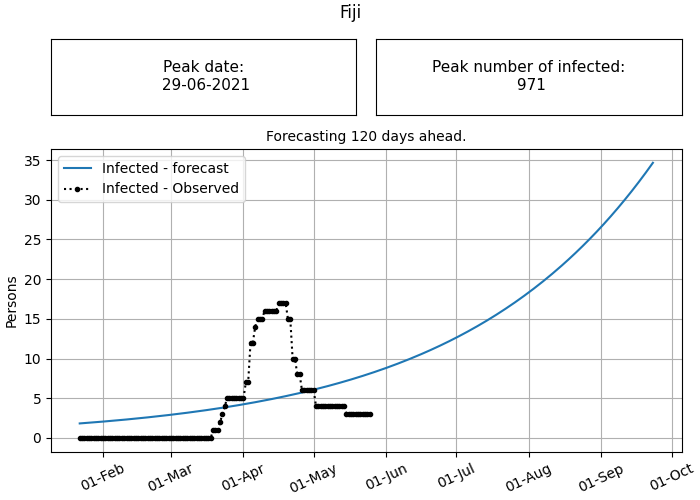 Fiji
Peak date:
29-06-2021
Peak number of infected:
971
Forecasting 120 days ahead.
Infected - forecast
Infected - Observed
Persons
35
30
25
20
15
10
5
0
01-Feb
01-Mar
01-Apr
01-May
01-Jun
01-Jul
01-Aug
01-Sep
01-Oct